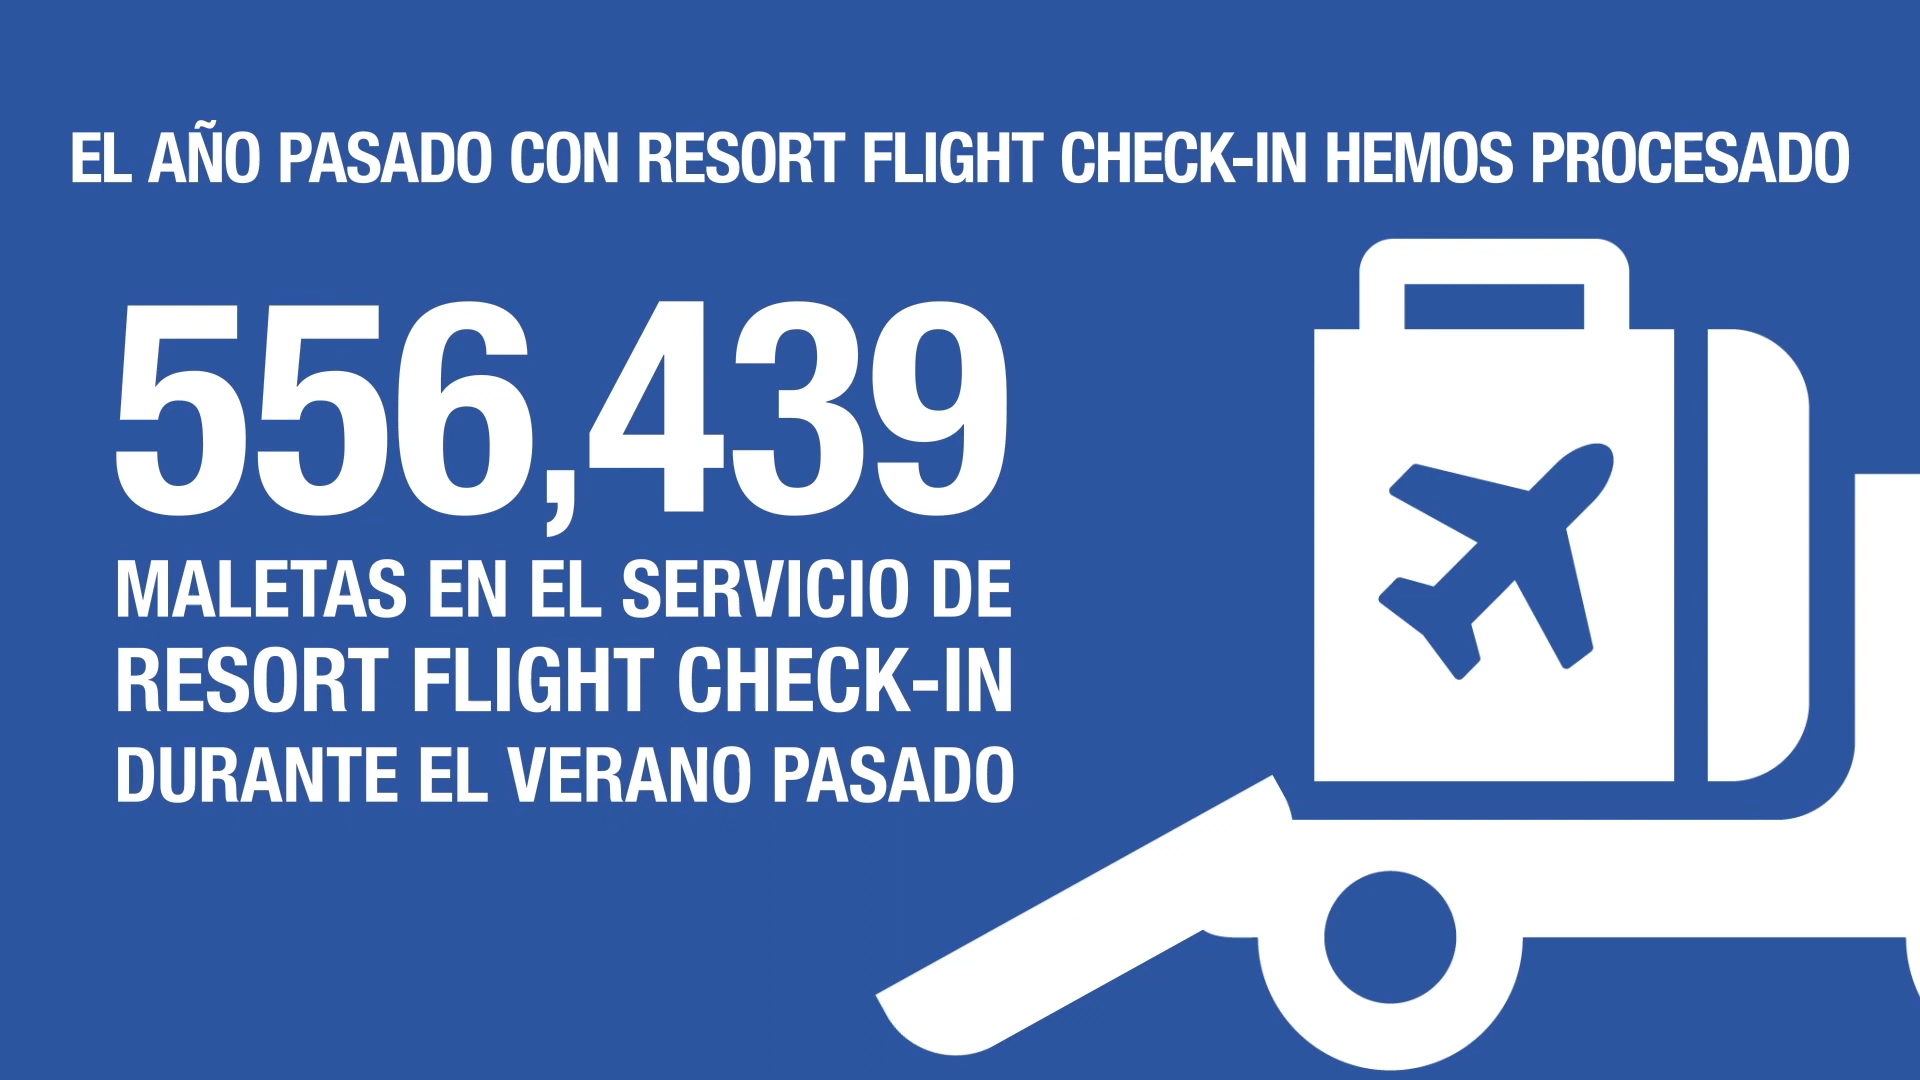 EL AÑO PASADO CON RESORT FLIGHT CHECK-IN HEMOS PROCESADO
556,439
MALETAS EN EL SERVICIO DE
RESORT FLIGHT CHECK-IN
DURANTE EL VERANO PASADO